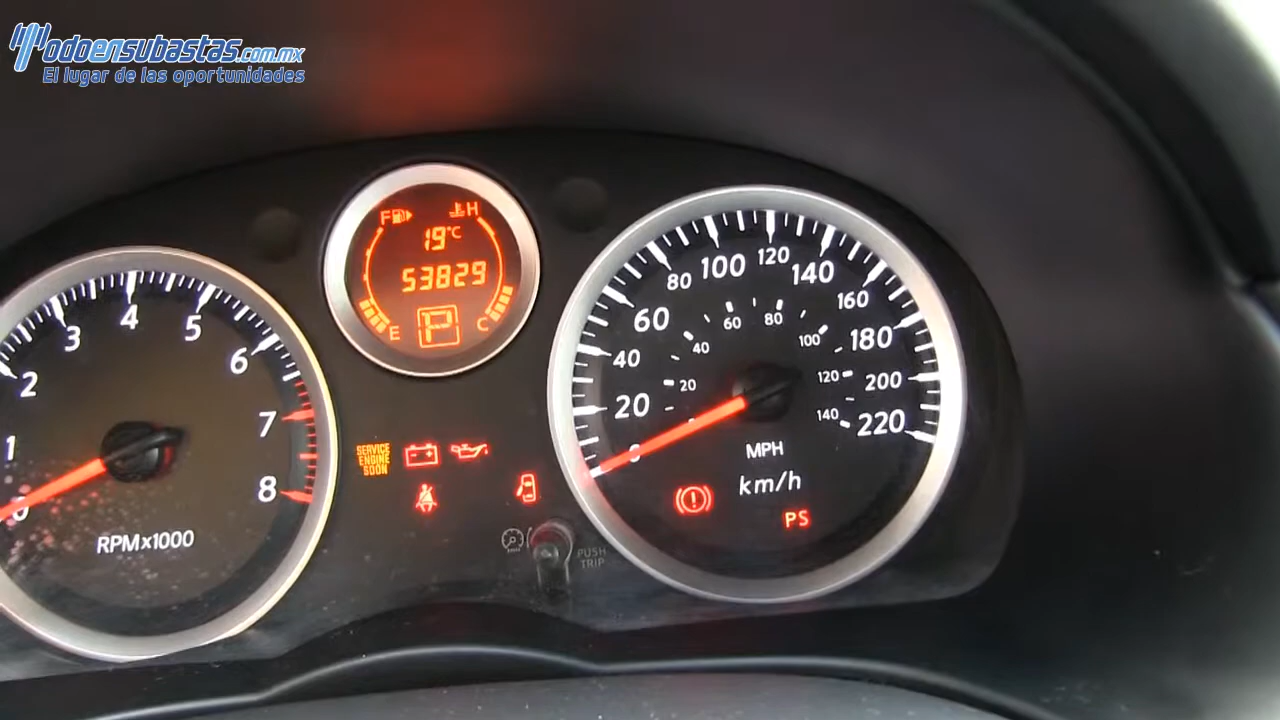 Todoensubastas.com.mx
El lugar de las oportunidades
F H
19°C
53829
E P C
0 1 2 3 4 5 6 7 8
RPMx1000
SERVICE
ENGINE
SOON
PUSH
TRIP
0 20 40 60 80 100 120 140 160 180 200 220
20 40 60 80 100 120 140
MPH
km/h
PS